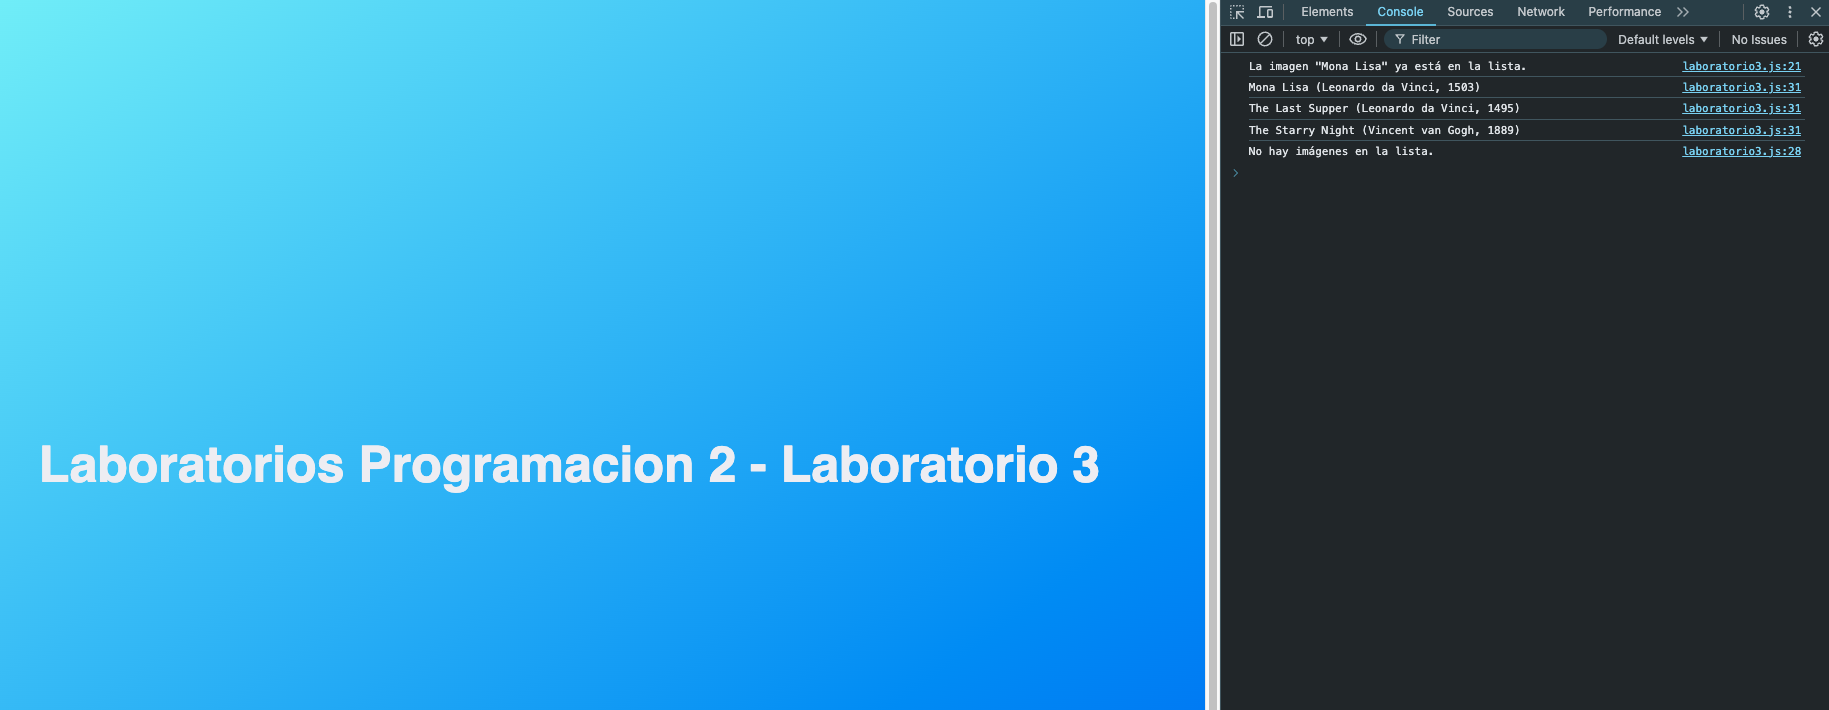 Laboratorios Programacion 2 - Laboratorio 3
Elements Console Sources Network Performance
top Filter Default levels No Issues
La imagen "Mona Lisa" ya está en la lista. laboratorio3.js:21
Mona Lisa (Leonardo da Vinci, 1503) laboratorio3.js:31
The Last Supper (Leonardo da Vinci, 1495) laboratorio3.js:31
The Starry Night (Vincent van Gogh, 1889) laboratorio3.js:31
No hay imágenes en la lista. laboratorio3.js:28